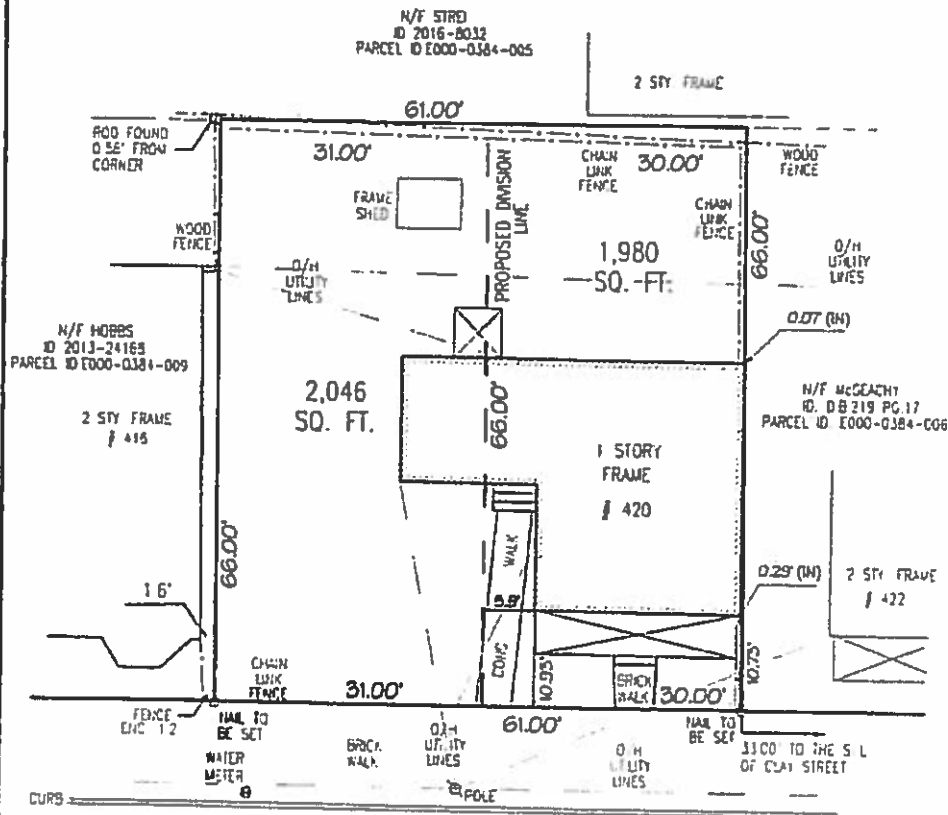 N/F STREI
ID 2016-8032
PARCEL ID E000-0384-005
2 STY FRAME
61.00'
ROD FOUND
0.56' FROM
CORNER
31.00'
CHAIN
LINK
FENCE
30.00'
WOOD
FENCE
FRAME
SHED
PROPOSED DIVISION
LINE
CHAIN
LINK
FENCE
66.00'
WOOD
FENCE
1,980
SQ. FT.
O/H
UTILITY
LINES
O/H
UTILITY
LINES
0.07 (IN)
N/F HOBBS
ID 2013-24165
PARCEL ID E000-0384-009
2,046
SQ. FT.
66.00'
N/F McGEACHY
ID. D.B 219 PG.17
PARCEL ID E000-0384-006
2 STY FRAME
# 416
1 STORY
FRAME
# 420
WALK
66.00'
0.29' (IN)
2 STY FRAME
# 422
1.6'
5.8'
CONC
10.95'
10.75'
CHAIN
LINK
FENCE
31.00'
BRICK
WALK
30.00'
61.00'
FENCE
ENC 1.2
NAIL TO
BE SET
NAIL TO
BE SET
33.00' TO THE S L
OF CLAY STREET
WATER
METER
BRICK
WALK
O/H
UTILITY
LINES
O/H
UTILITY
LINES
POLE
CURB